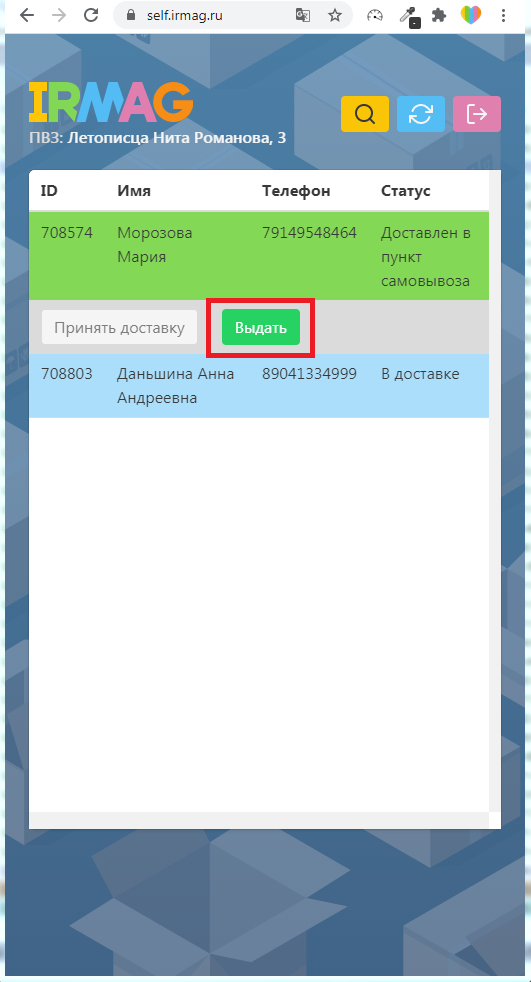 self.irmag.ru
IRMAG
ПВЗ: Летописца Нита Романова, 3
ID Имя Телефон Статус
708574 Морозова Мария 79149548464 Доставлен в пункт самовывоза
Принять доставку Выдать
708803 Даньшина Анна Андреевна 89041334999 В доставке